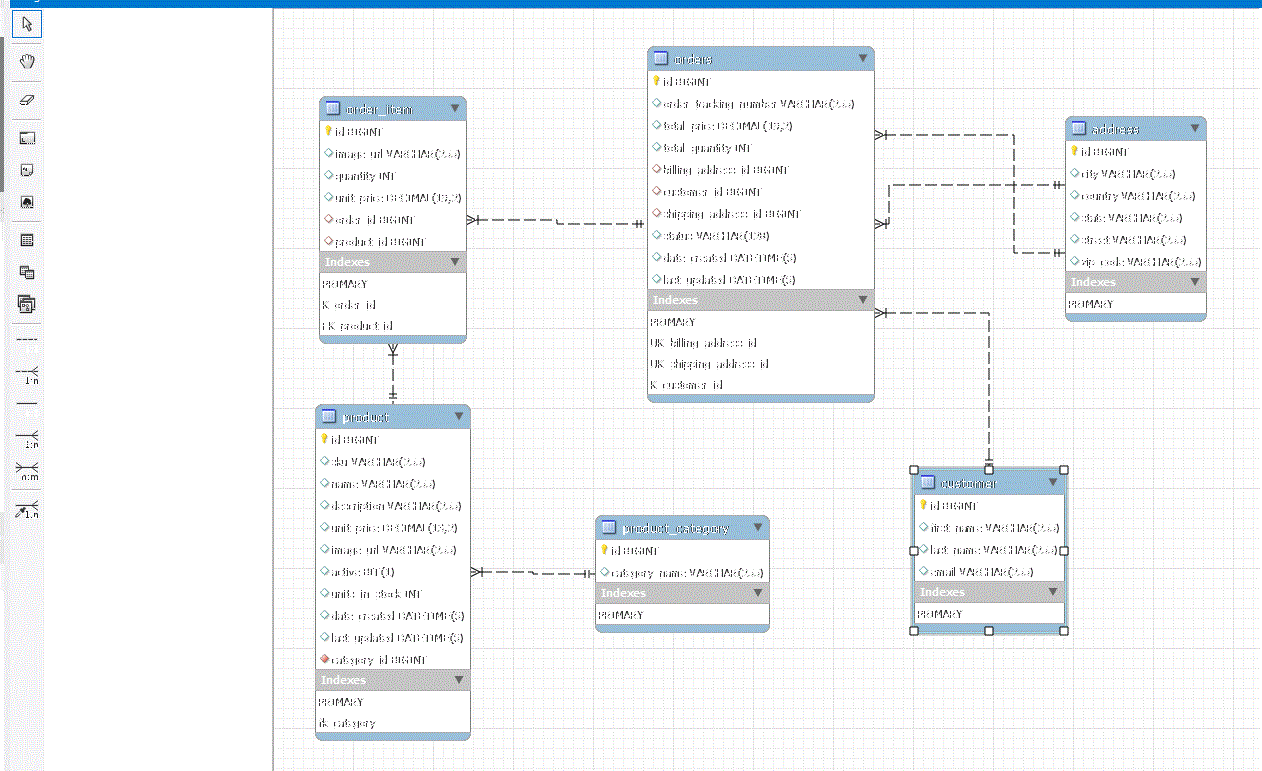 order_item
id BIGINT
image_url VARCHAR(255)
quantity INT
unit_price DECIMAL(19,2)
order_id BIGINT
product_id BIGINT
Indexes
PRIMARY
K_order_id
FK_product_id
orders
id BIGINT
order_tracking_number VARCHAR(255)
total_price DECIMAL(19,2)
total_quantity INT
billing_address_id BIGINT
customer_id BIGINT
shipping_address_id BIGINT
status VARCHAR(128)
date_created DATETIME(6)
last_updated DATETIME(6)
Indexes
PRIMARY
UK_billing_address_id
UK_shipping_address_id
K_customer_id
address
id BIGINT
city VARCHAR(255)
country VARCHAR(255)
state VARCHAR(255)
street VARCHAR(255)
zip_code VARCHAR(255)
Indexes
PRIMARY
product
id BIGINT
sku VARCHAR(255)
name VARCHAR(255)
description VARCHAR(255)
unit_price DECIMAL(13,2)
image_url VARCHAR(255)
active BIT(1)
units_in_stock INT
date_created DATETIME(6)
last_updated DATETIME(6)
category_id BIGINT
Indexes
PRIMARY
fk_category
product_category
id BIGINT
category_name VARCHAR(255)
Indexes
PRIMARY
customer
id BIGINT
first_name VARCHAR(255)
last_name VARCHAR(255)
email VARCHAR(255)
Indexes
PRIMARY
1:1
1:n
1:1
1:n
n:m
1:n